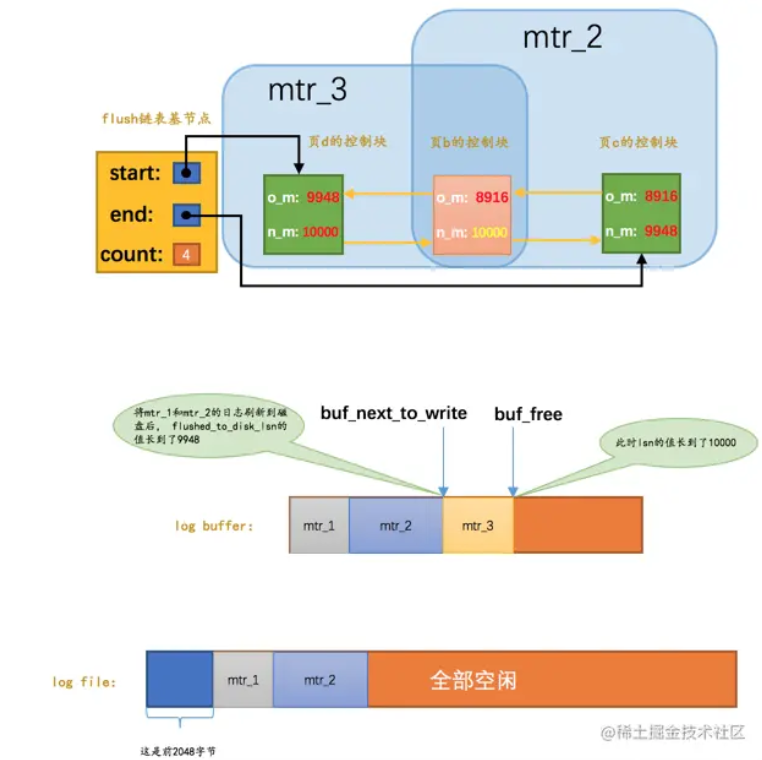 mtr_2
mtr_3
flush链表基节点
页d的控制块
页b的控制块
页c的控制块
start:
end:
count: 4
o_m: 9948
n_m: 10000
o_m: 8916
n_m: 10000
o_m: 8916
n_m: 9948
将mtr_1和mtr_2的日志刷新到磁
盘后, flushed_to_disk_lsn的
值长到了9948
buf_next_to_write
buf_free
此时lsn的值长到了10000
log buffer:
mtr_1
mtr_2
mtr_3
log file:
mtr_1
mtr_2
全部空闲
这是前2048字节
@稀土掘金技术社区